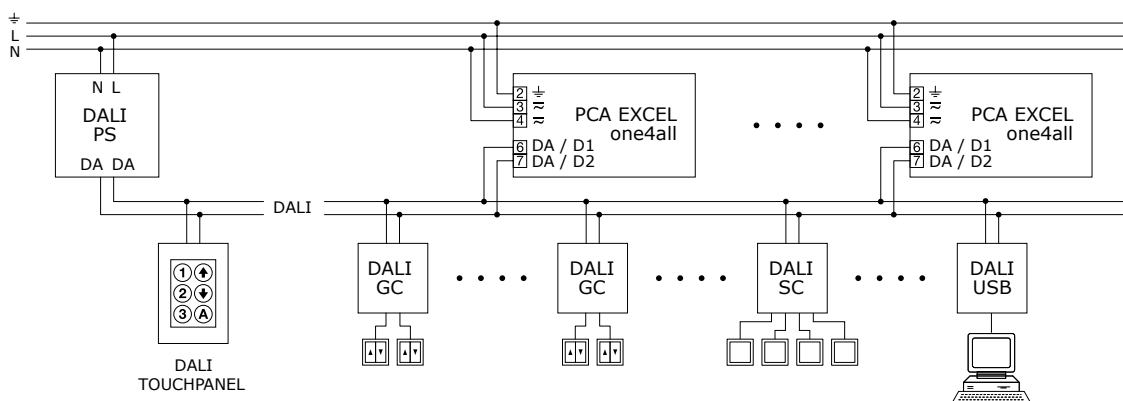 ⏚
L
N
N L
DALI
PS
DA DA
2 ⏚
3
4
PCA EXCEL
one4all
6 DA / D1
7 DA / D2
2 ⏚
3
4
PCA EXCEL
one4all
6 DA / D1
7 DA / D2
DALI
1
2
3 A
DALI
TOUCHPANEL
DALI
GC
DALI
GC
DALI
SC
DALI
USB